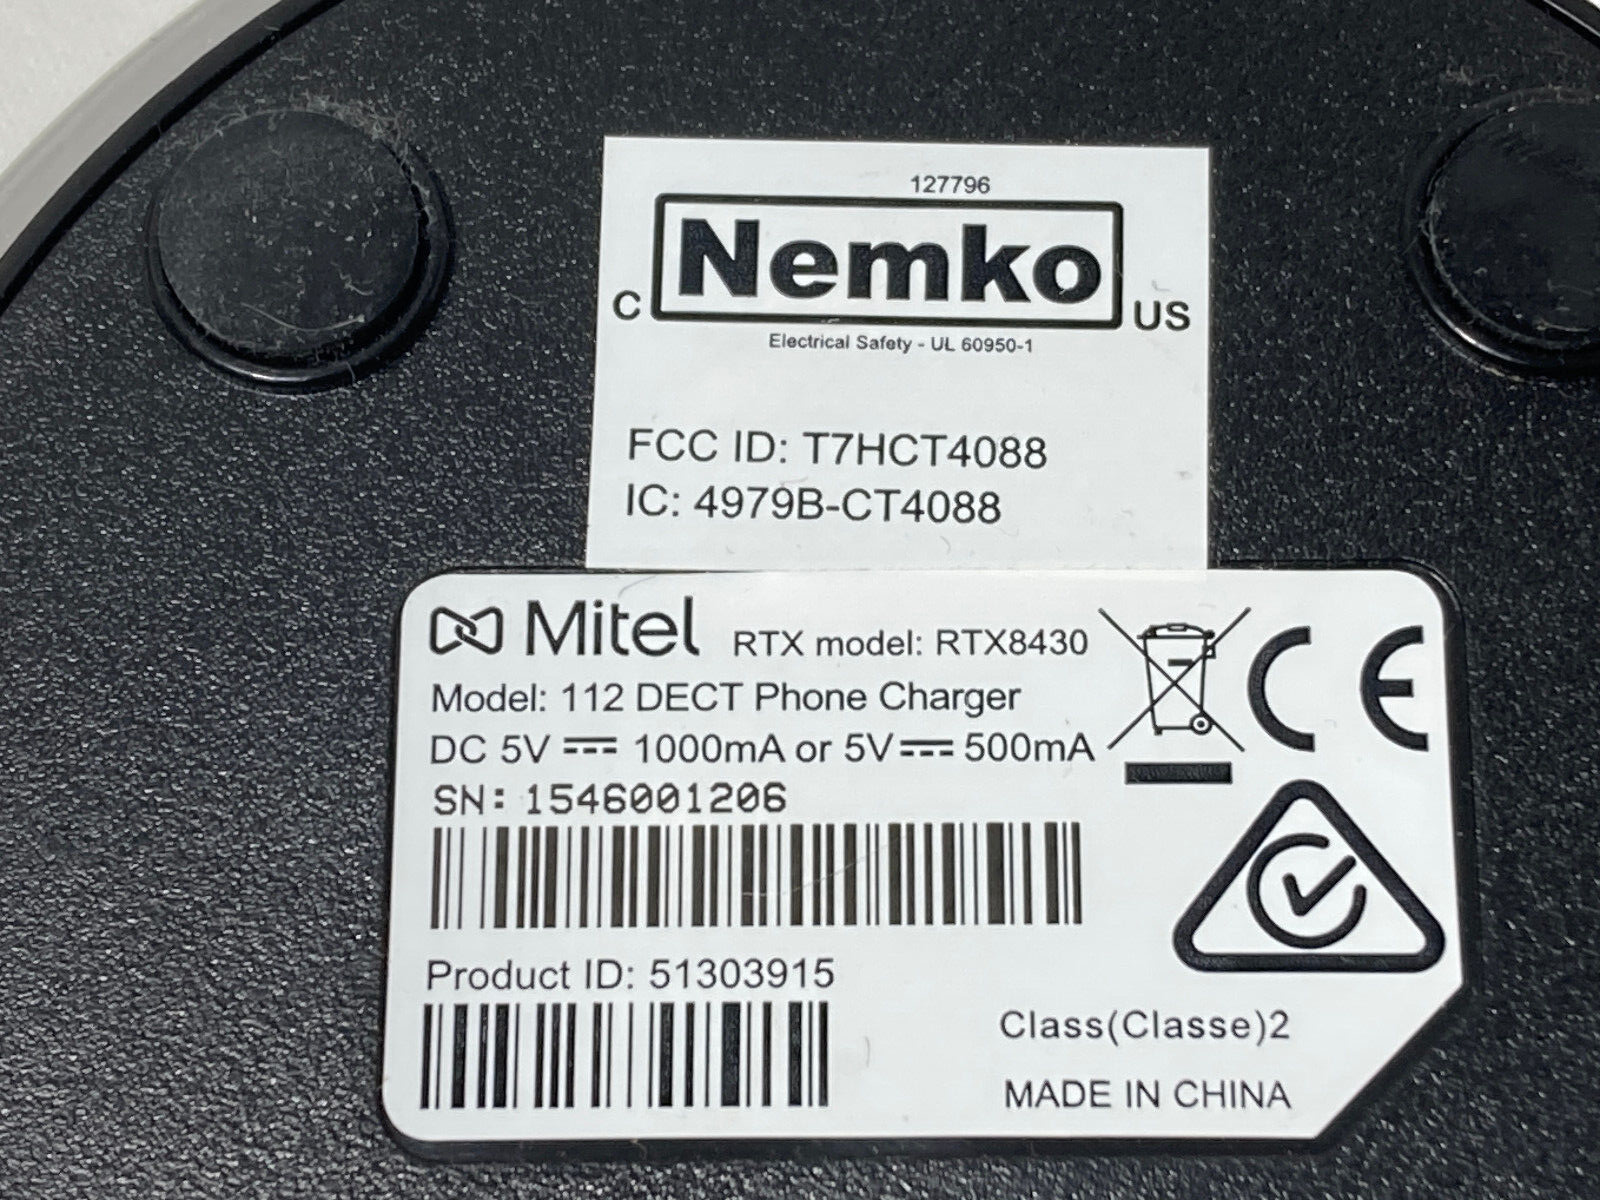 127796
Nemko
C US
Electrical Safety - UL 60950-1
FCC ID: T7HCT4088
IC: 4979B-CT4088
Mitel RTX model: RTX8430
Model: 112 DECT Phone Charger
DC 5V ⎓ 1000mA or 5V ⎓ 500mA
SN: 1546001206
Product ID: 51303915
CE
Class(Classe)2
MADE IN CHINA